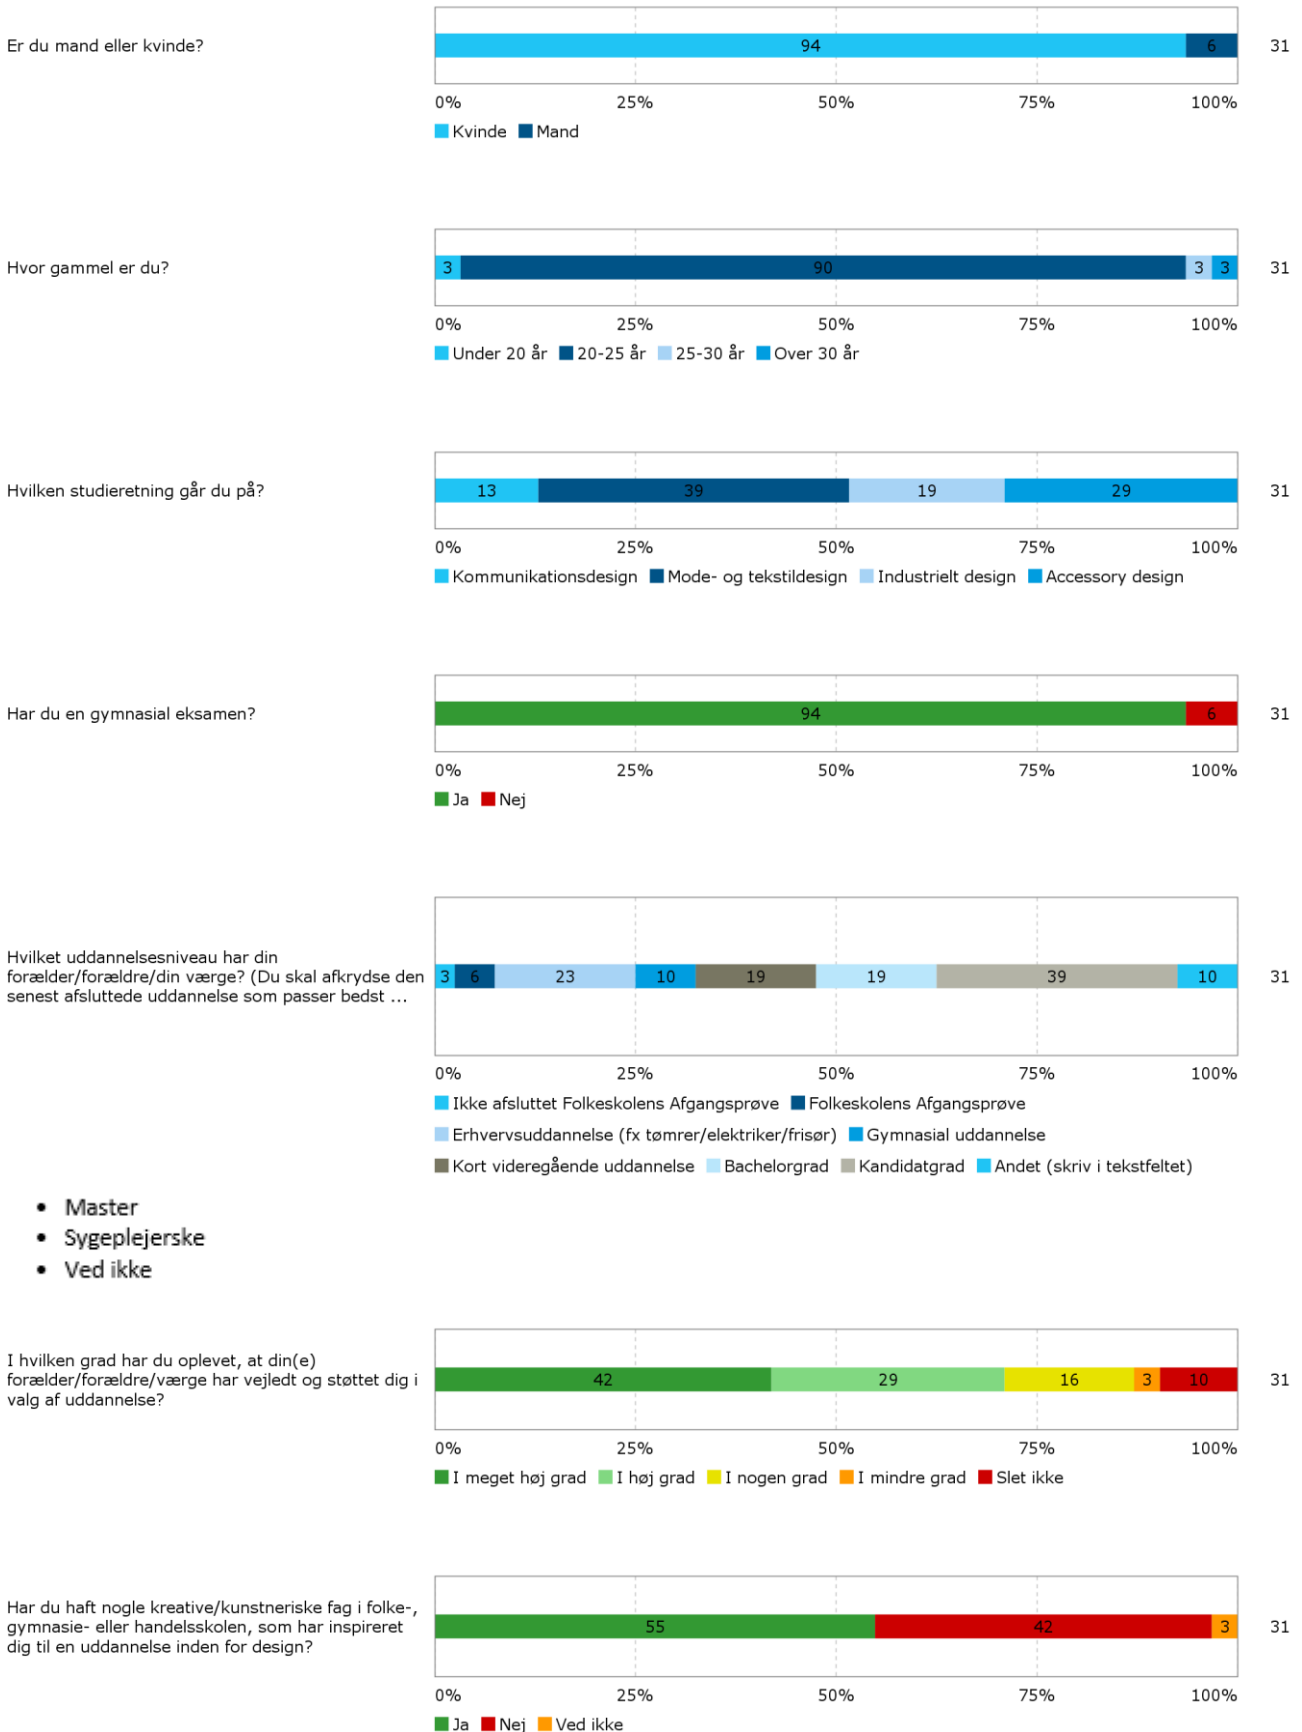 Er du mand eller kvinde?
94 6 31
0% 25% 50% 75% 100%
Kvinde Mand
Hvor gammel er du?
3 90 3 3 31
0% 25% 50% 75% 100%
Under 20 år 20-25 år 25-30 år Over 30 år
Hvilken studieretning går du på?
13 39 19 29 31
0% 25% 50% 75% 100%
Kommunikationsdesign Mode- og tekstildesign Industrielt design Accessory design
Har du en gymnasial eksamen?
94 6 31
0% 25% 50% 75% 100%
Ja Nej
Hvilket uddannelsesniveau har din
forælder/forældre/din værge? (Du skal afkrydse den
senest afsluttede uddannelse som passer bedst ...
3 6 23 10 19 19 39 10 31
0% 25% 50% 75% 100%
Ikke afsluttet Folkeskolens Afgangsprøve Folkeskolens Afgangsprøve
Erhvervsuddannelse (fx tømrer/elektriker/frisør) Gymnasial uddannelse
Kort videregående uddannelse Bachelorgrad Kandidatgrad Andet (skriv i tekstfeltet)
• Master
• Sygeplejerske
• Ved ikke
I hvilken grad har du oplevet, at din(e)
forælder/forældre/værge har vejledt og støttet dig i
valg af uddannelse?
42 29 16 3 10 31
0% 25% 50% 75% 100%
I meget høj grad I høj grad I nogen grad I mindre grad Slet ikke
Har du haft nogle kreative/kunstneriske fag i folke-,
gymnasie- eller handelsskolen, som har inspireret
dig til en uddannelse inden for design?
55 42 3 31
0% 25% 50% 75% 100%
Ja Nej Ved ikke